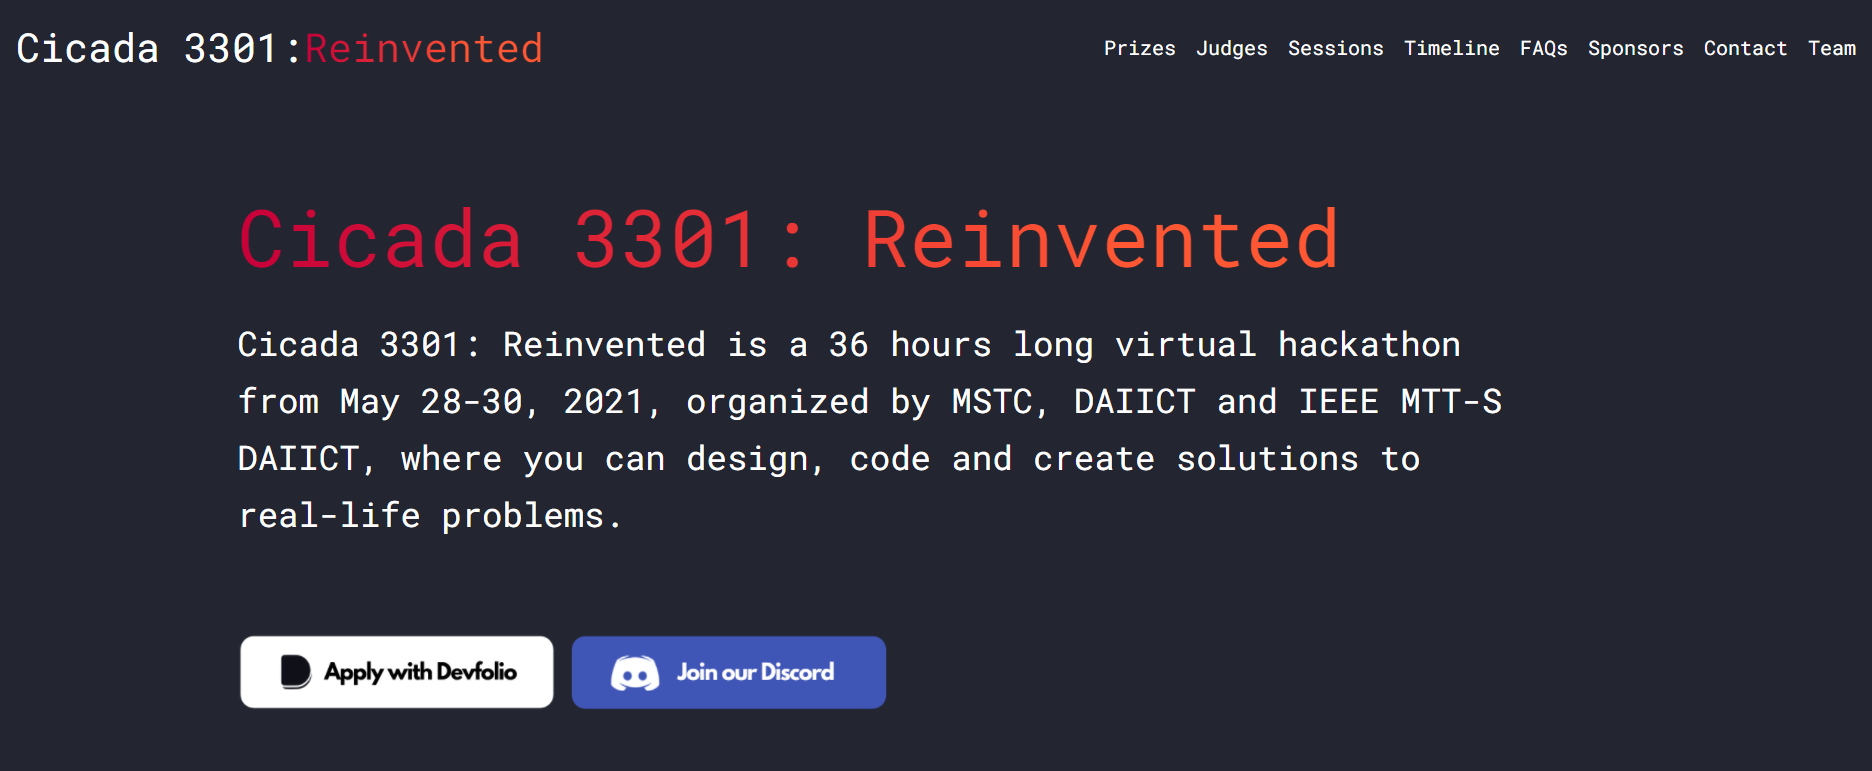 Cicada 3301:Reinvented
Prizes Judges Sessions Timeline FAQs Sponsors Contact Team
Cicada 3301: Reinvented
Cicada 3301: Reinvented is a 36 hours long virtual hackathon
from May 28-30, 2021, organized by MSTC, DAIICT and IEEE MTT-S
DAIICT, where you can design, code and create solutions to
real-life problems.
Apply with Devfolio
Join our Discord